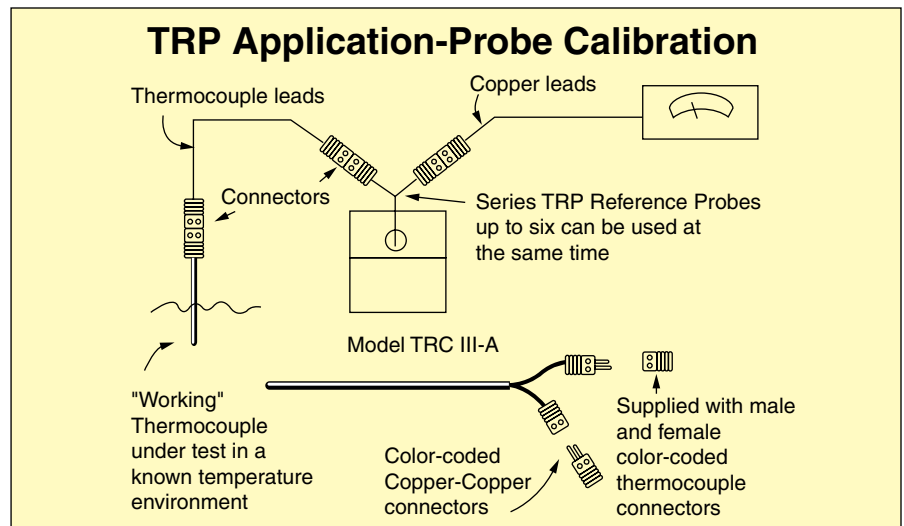 TRP Application-Probe Calibration
Thermocouple leads
Copper leads
Connectors
Series TRP Reference Probes
up to six can be used at
the same time
Model TRC III-A
"Working"
Thermocouple
under test in a
known temperature
environment
Color-coded
Copper-Copper
connectors
Supplied with male
and female
color-coded
thermocouple
connectors